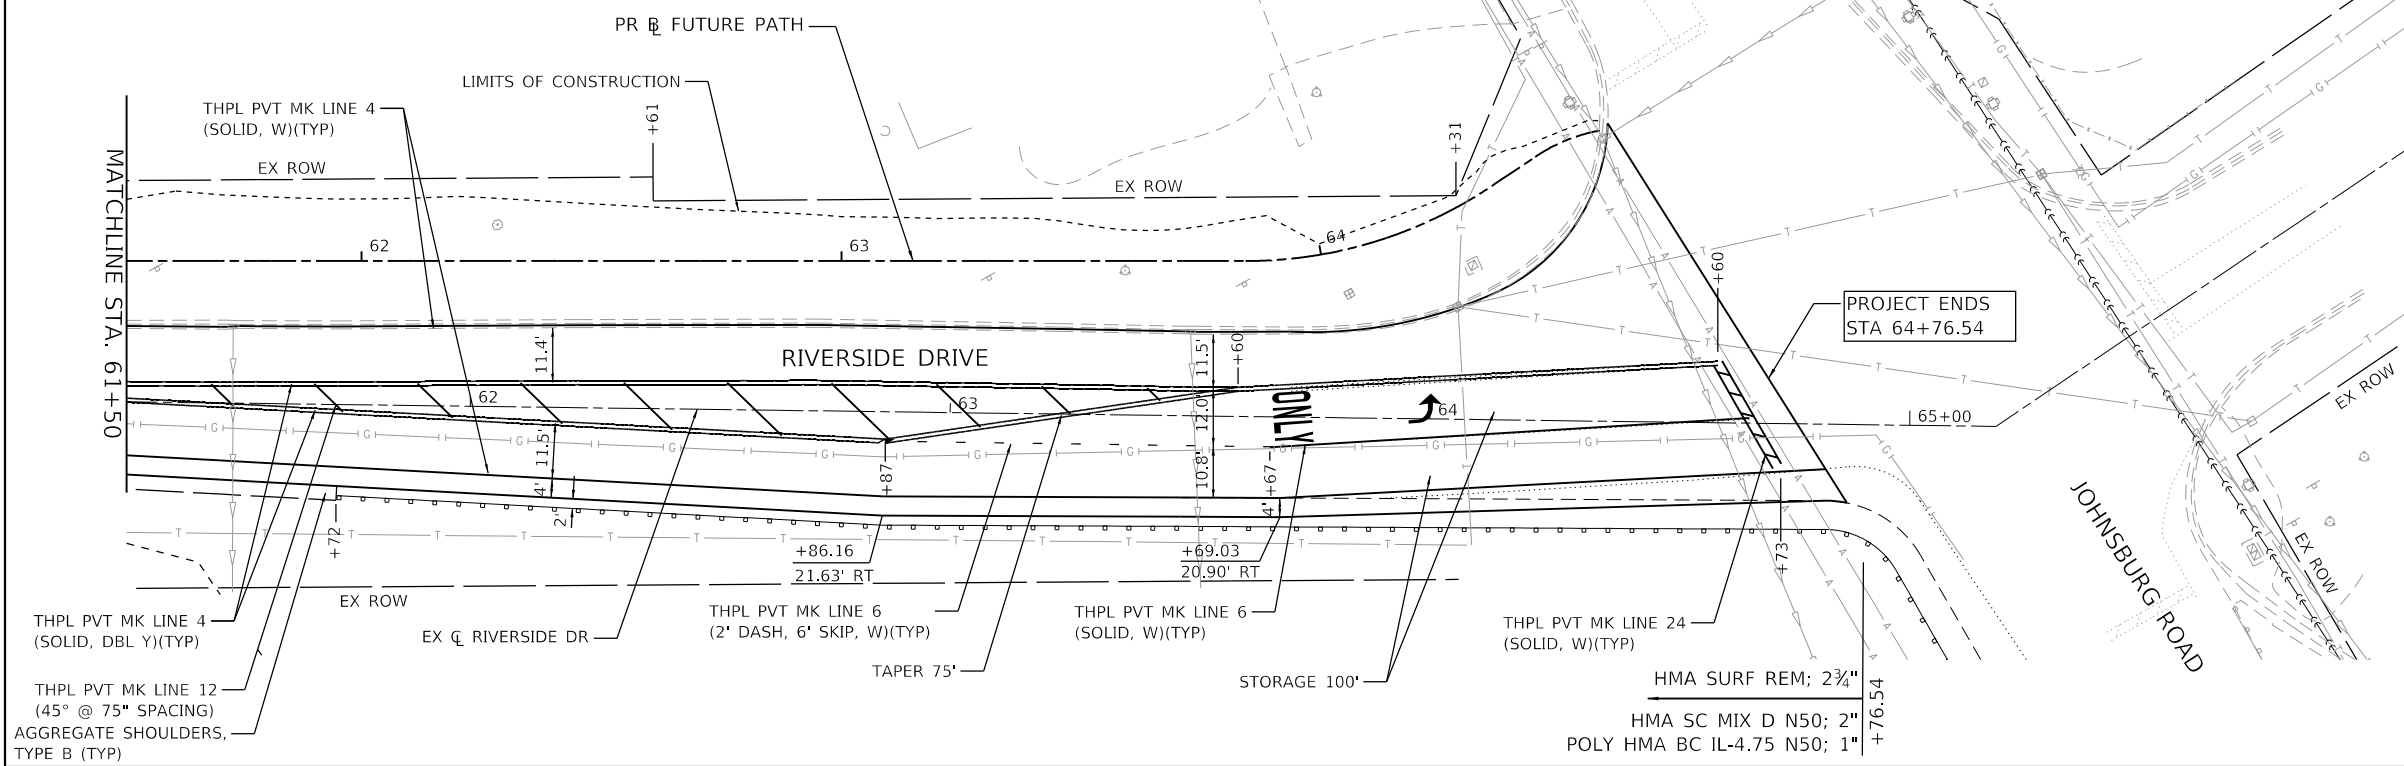 PR BL FUTURE PATH
LIMITS OF CONSTRUCTION
THPL PVT MK LINE 4
(SOLID, W)(TYP)
+61
+31
EX ROW
EX ROW
MATCHLINE STA. 61+50
62
63
64
+60
PROJECT ENDS
STA 64+76.54
11.4'
RIVERSIDE DRIVE
11.5'
+60
62
63
ONLY
64
65+00
EX ROW
11.5'
12.0'
10.8'
4'
2'
+72
+87
+67
4'
+73
+86.16
21.63' RT
+69.03
20.90' RT
EX ROW
JOHNSBURG ROAD
EX ROW
THPL PVT MK LINE 4
(SOLID, DBL Y)(TYP)
EX CL RIVERSIDE DR
THPL PVT MK LINE 6
(2' DASH, 6' SKIP, W)(TYP)
THPL PVT MK LINE 6
(SOLID, W)(TYP)
THPL PVT MK LINE 24
(SOLID, W)(TYP)
TAPER 75'
STORAGE 100'
THPL PVT MK LINE 12
(45° @ 75" SPACING)
AGGREGATE SHOULDERS,
TYPE B (TYP)
HMA SURF REM; 2¾"
HMA SC MIX D N50; 2"
POLY HMA BC IL-4.75 N50; 1"
+76.54